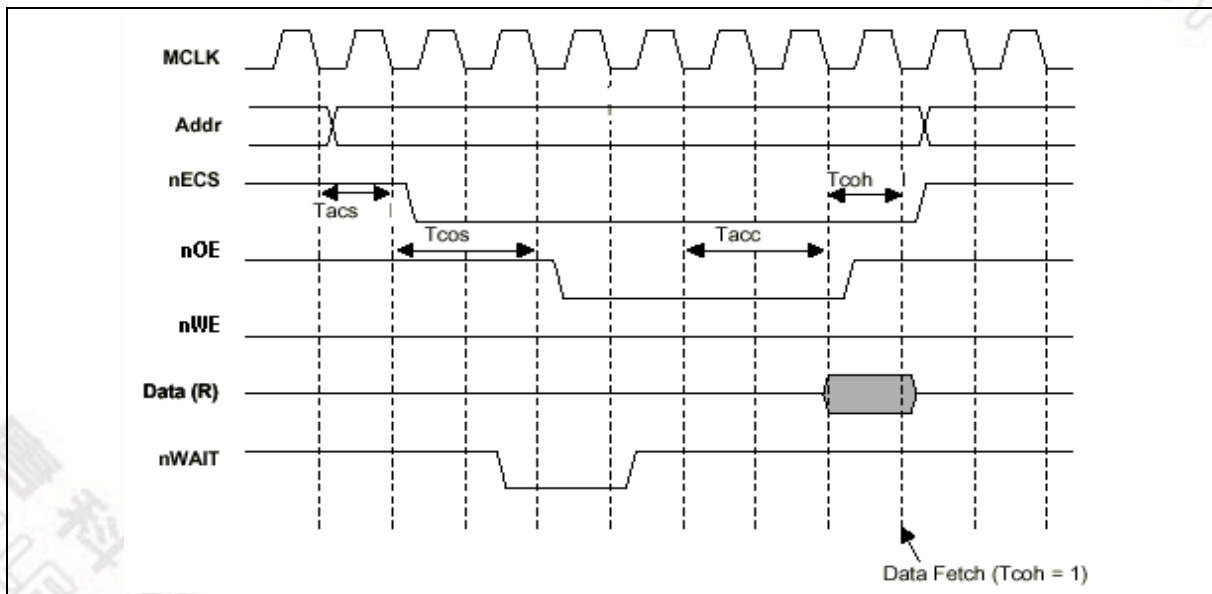 MCLK
Addr
nECS
Tcoh
Tacs
Tcos
Tacc
nOE
nWE
Data (R)
nWAIT
Data Fetch (Tcoh = 1)